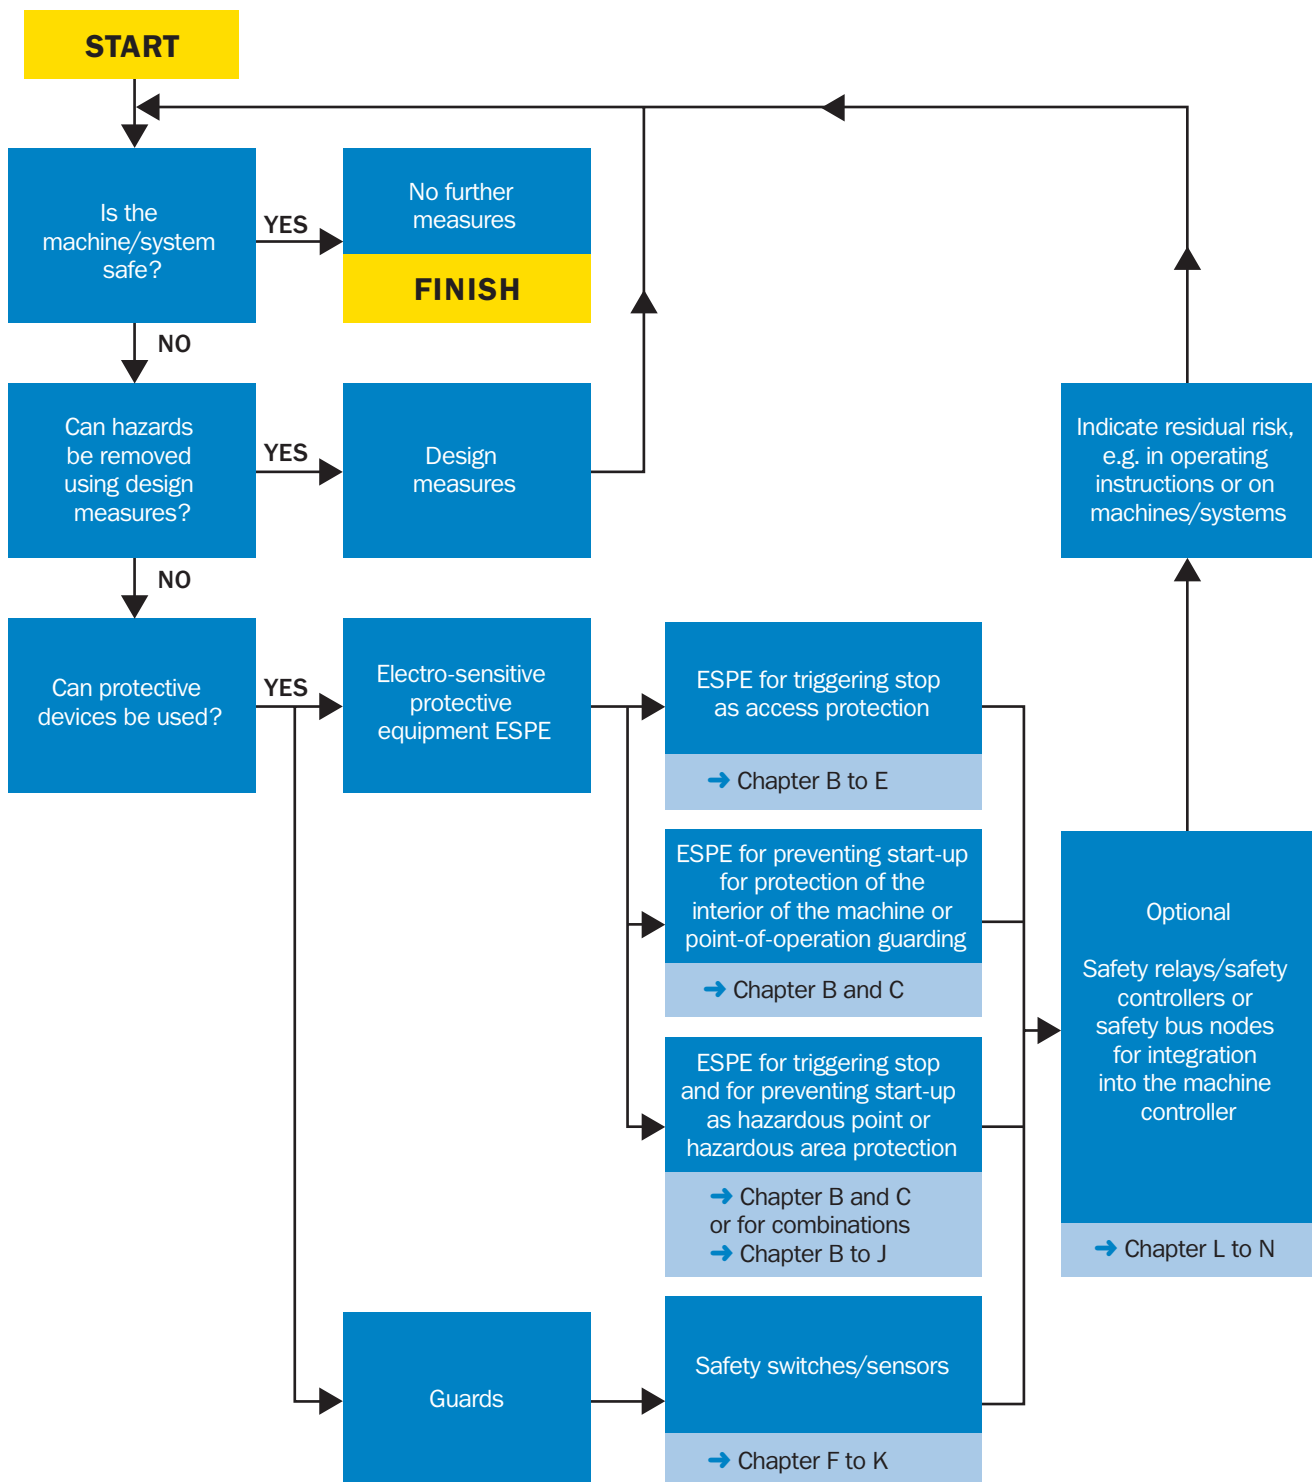 START
Is the
machine/system
safe?
YES
No further
measures
FINISH
NO
Can hazards
be removed
using design
measures?
YES
Design
measures
Indicate residual risk,
e.g. in operating
instructions or on
machines/systems
NO
Can protective
devices be used?
YES
Electro-sensitive
protective
equipment ESPE
ESPE for triggering stop
as access protection
➜ Chapter B to E
ESPE for preventing start-up
for protection of the
interior of the machine or
point-of-operation guarding
➜ Chapter B and C
ESPE for triggering stop
and for preventing start-up
as hazardous point or
hazardous area protection
➜ Chapter B and C
or for combinations
➜ Chapter B to J
Optional
Safety relays/safety
controllers or
safety bus nodes
for integration
into the machine
controller
➜ Chapter L to N
Guards
Safety switches/sensors
➜ Chapter F to K